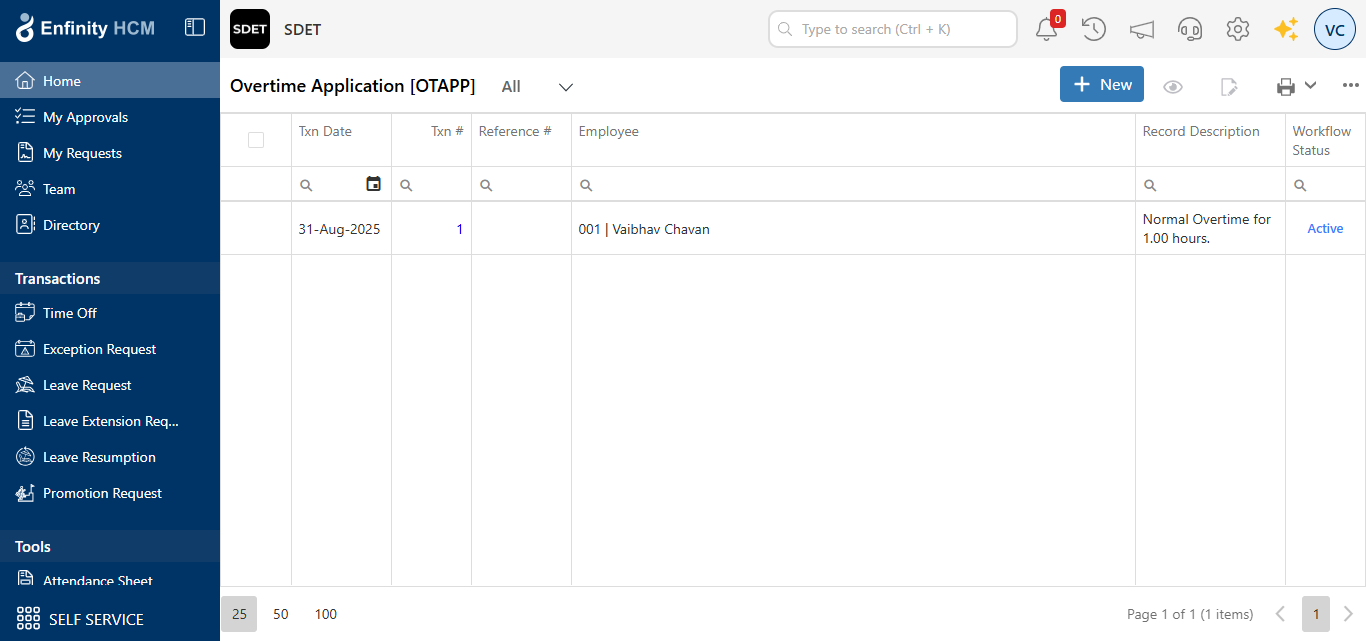 Enfinity HCM
SDET
SDET
Type to search (Ctrl + K)
0
VC
Home
My Approvals
My Requests
Team
Directory
Transactions
Time Off
Exception Request
Leave Request
Leave Extension Req...
Leave Resumption
Promotion Request
Tools
Attendance Sheet
SELF SERVICE
Overtime Application [OTAPP]
All
New
Txn Date
Txn #
Reference #
Employee
Record Description
Workflow
Status
31-Aug-2025
1
001 | Vaibhav Chavan
Normal Overtime for
1.00 hours.
Active
25
50
100
Page 1 of 1 (1 items)
1